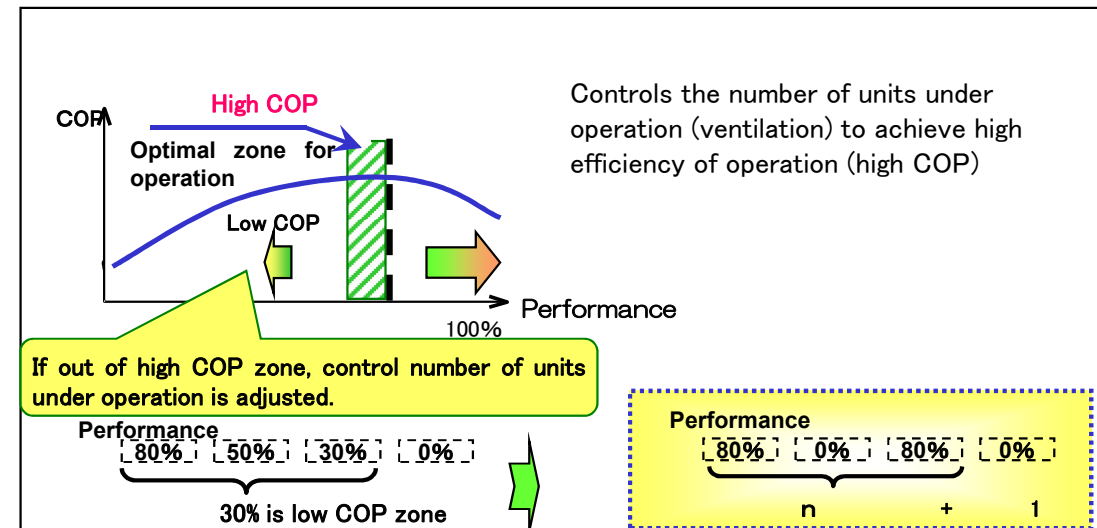 COP
High COP
Optimal zone for
operation
Low COP
Performance
100%
Controls the number of units under
operation (ventilation) to achieve high
efficiency of operation (high COP)
If out of high COP zone, control number of units
under operation is adjusted.
Performance
80% 50% 30% 0%
30% is low COP zone
Performance
80% 0% 80% 0%
n + 1